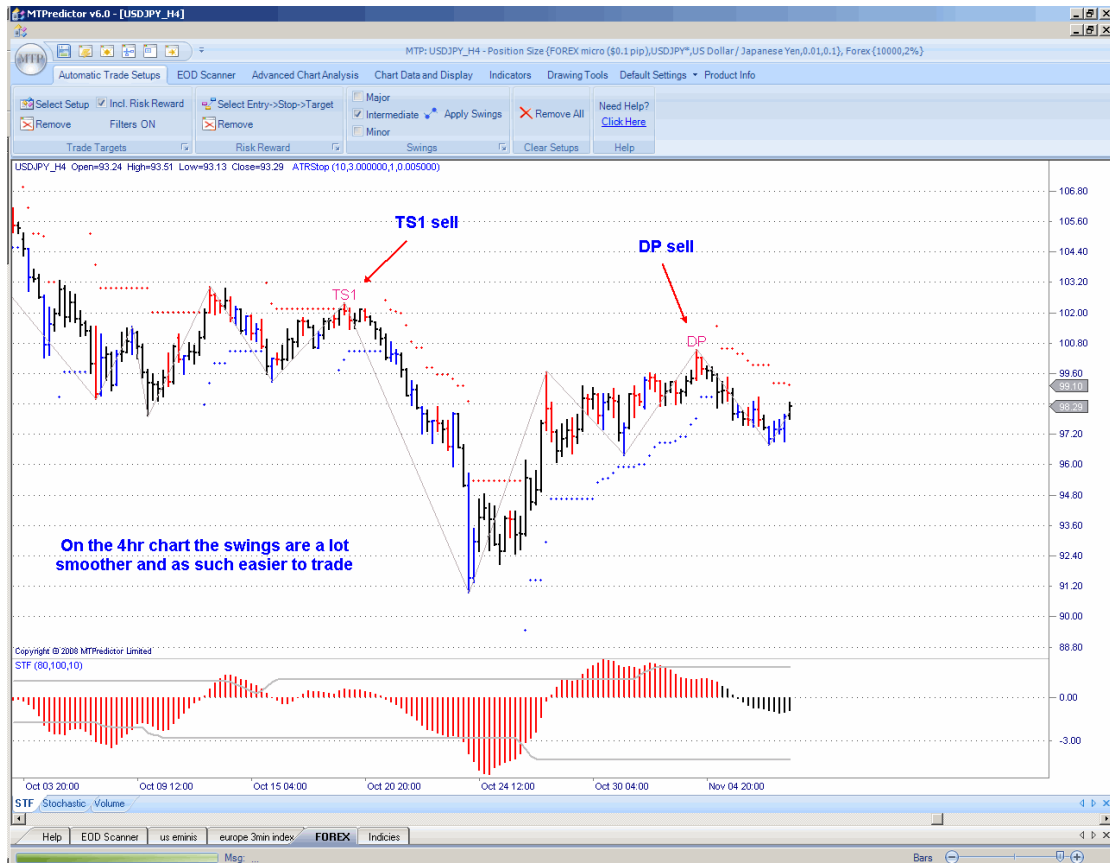 MTPredictor v6.0 - [USDJPY_H4]
MTP
MTP: USDJPY_H4 - Position Size {FOREX micro ($0.1 pip),USDJPY*,US Dollar / Japanese Yen,0.01,0.1}, Forex {10000,2%}
Automatic Trade Setups EOD Scanner Advanced Chart Analysis Chart Data and Display Indicators Drawing Tools Default Settings Product Info
Select Setup Incl. Risk Reward
Remove Filters ON
Trade Targets
Select Entry->Stop->Target
Remove
Risk Reward
Major
Intermediate Apply Swings
Minor
Swings
Remove All
Clear Setups
Need Help?
Click Here
Help
USDJPY_H4 Open=93.24 High=93.51 Low=93.13 Close=93.29 ATRStop (10,3.000000,1,0.005000)
TS1 sell
DP sell
TS1
DP
On the 4hr chart the swings are a lot
smoother and as such easier to trade
106.80
105.60
104.40
103.20
102.00
100.80
99.60
99.10
98.29
97.20
96.00
94.80
93.60
92.40
91.20
90.00
88.80
Copyright © 2008 MTPredictor Limited
STF (80,100,10)
0.00
-3.00
Oct 03 20:00 Oct 09 12:00 Oct 15 04:00 Oct 20 20:00 Oct 24 12:00 Oct 30 04:00 Nov 04 20:00
STF Stochastic Volume
Help EOD Scanner us eminis europe 3min index FOREX Indicies
Msg: ... Bars